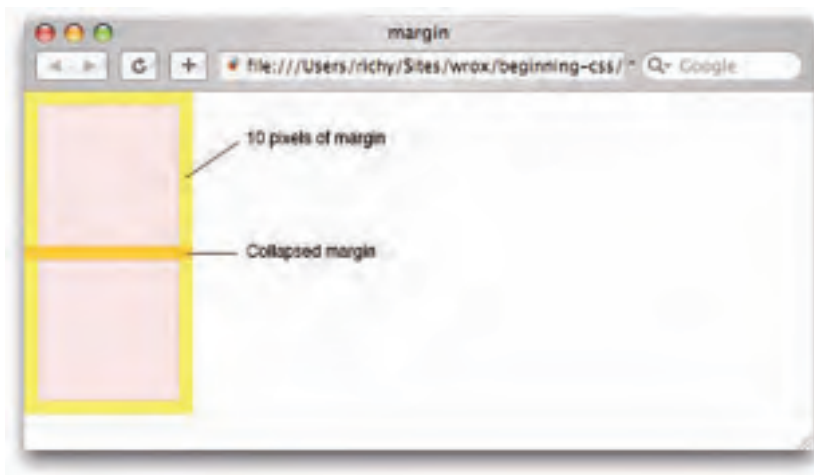 margin
file:///Users/richy/Sites/wrox/beginning-css/
Google
10 pixels of margin
Collapsed margin